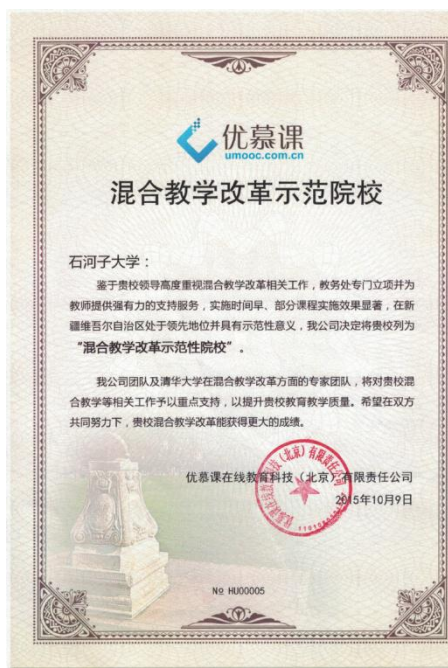 优慕课
umooc.com.cn
混合教学改革示范院校
石河子大学：
鉴于贵校领导高度重视混合教学改革相关工作，教务处专门立项并为
教师提供强有力的支持服务，实施时间早、部分课程实施效果显著，在新
疆维吾尔自治区处于领先地位并具有示范性意义，我公司决定将贵校列为
“混合教学改革示范性院校”。
我公司团队及清华大学在混合教学改革方面的专家团队，将对贵校混
合教学等相关工作予以重点支持，以提升贵校教育教学质量。希望在双方
共同努力下，贵校混合教学改革能获得更大的成绩。
优慕课在线教育科技（北京）有限责任公司
2015年10月9日
№ HU00005